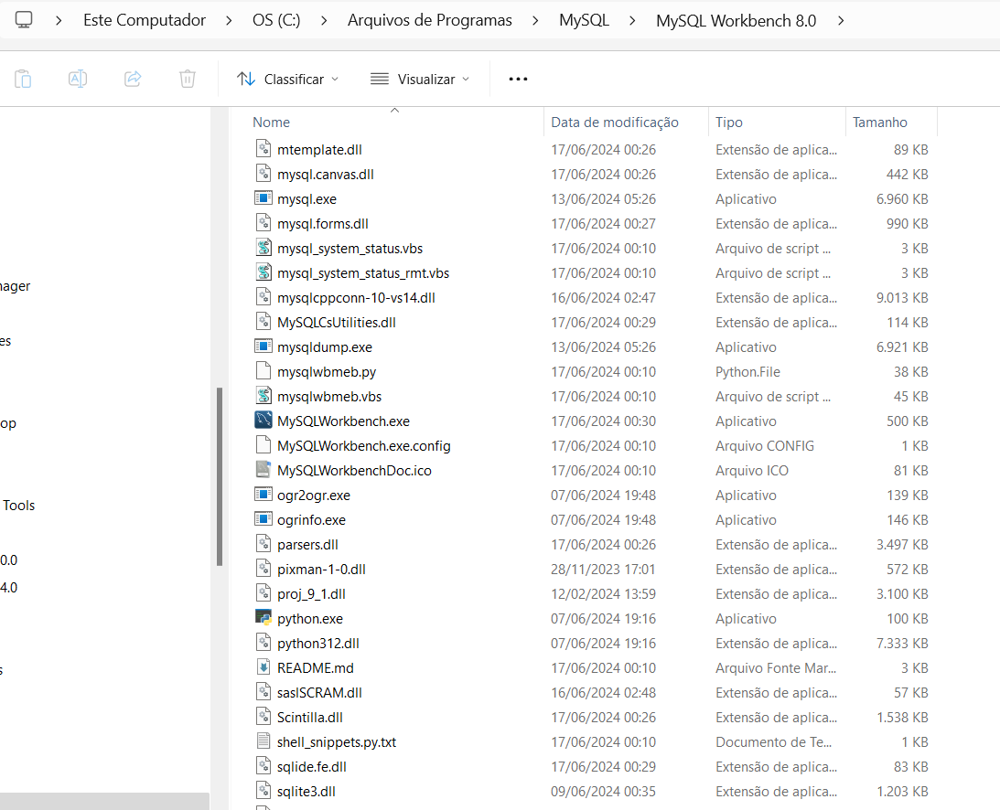 Este Computador > OS (C:) > Arquivos de Programas > MySQL > MySQL Workbench 8.0 >
Classificar Visualizar ...
nager
es
op
Tools
0.0
4.0
s
Nome Data de modificação Tipo Tamanho
mtemplate.dll 17/06/2024 00:26 Extensão de aplica... 89 KB
mysql.canvas.dll 17/06/2024 00:26 Extensão de aplica... 442 KB
mysql.exe 13/06/2024 05:26 Aplicativo 6.960 KB
mysql.forms.dll 17/06/2024 00:27 Extensão de aplica... 990 KB
mysql_system_status.vbs 17/06/2024 00:10 Arquivo de script ... 3 KB
mysql_system_status_rmt.vbs 17/06/2024 00:10 Arquivo de script ... 3 KB
mysqlcppconn-10-vs14.dll 16/06/2024 02:47 Extensão de aplica... 9.013 KB
MySQLCsUtilities.dll 17/06/2024 00:29 Extensão de aplica... 114 KB
mysqldump.exe 13/06/2024 05:26 Aplicativo 6.921 KB
mysqlwbmeb.py 17/06/2024 00:10 Python.File 38 KB
mysqlwbmeb.vbs 17/06/2024 00:10 Arquivo de script ... 45 KB
MySQLWorkbench.exe 17/06/2024 00:30 Aplicativo 500 KB
MySQLWorkbench.exe.config 17/06/2024 00:10 Arquivo CONFIG 1 KB
MySQLWorkbenchDoc.ico 17/06/2024 00:10 Arquivo ICO 81 KB
ogr2ogr.exe 07/06/2024 19:48 Aplicativo 139 KB
ogrinfo.exe 07/06/2024 19:48 Aplicativo 146 KB
parsers.dll 17/06/2024 00:26 Extensão de aplica... 3.497 KB
pixman-1-0.dll 28/11/2023 17:01 Extensão de aplica... 572 KB
proj_9_1.dll 12/02/2024 13:59 Extensão de aplica... 3.100 KB
python.exe 07/06/2024 19:16 Aplicativo 100 KB
python312.dll 07/06/2024 19:16 Extensão de aplica... 7.333 KB
README.md 17/06/2024 00:10 Arquivo Fonte Mar... 3 KB
saslSCRAM.dll 16/06/2024 02:48 Extensão de aplica... 57 KB
Scintilla.dll 17/06/2024 00:26 Extensão de aplica... 1.538 KB
shell_snippets.py.txt 17/06/2024 00:10 Documento de Te... 1 KB
sqlide.fe.dll 17/06/2024 00:29 Extensão de aplica... 83 KB
sqlite3.dll 09/06/2024 00:35 Extensão de aplica... 1.203 KB